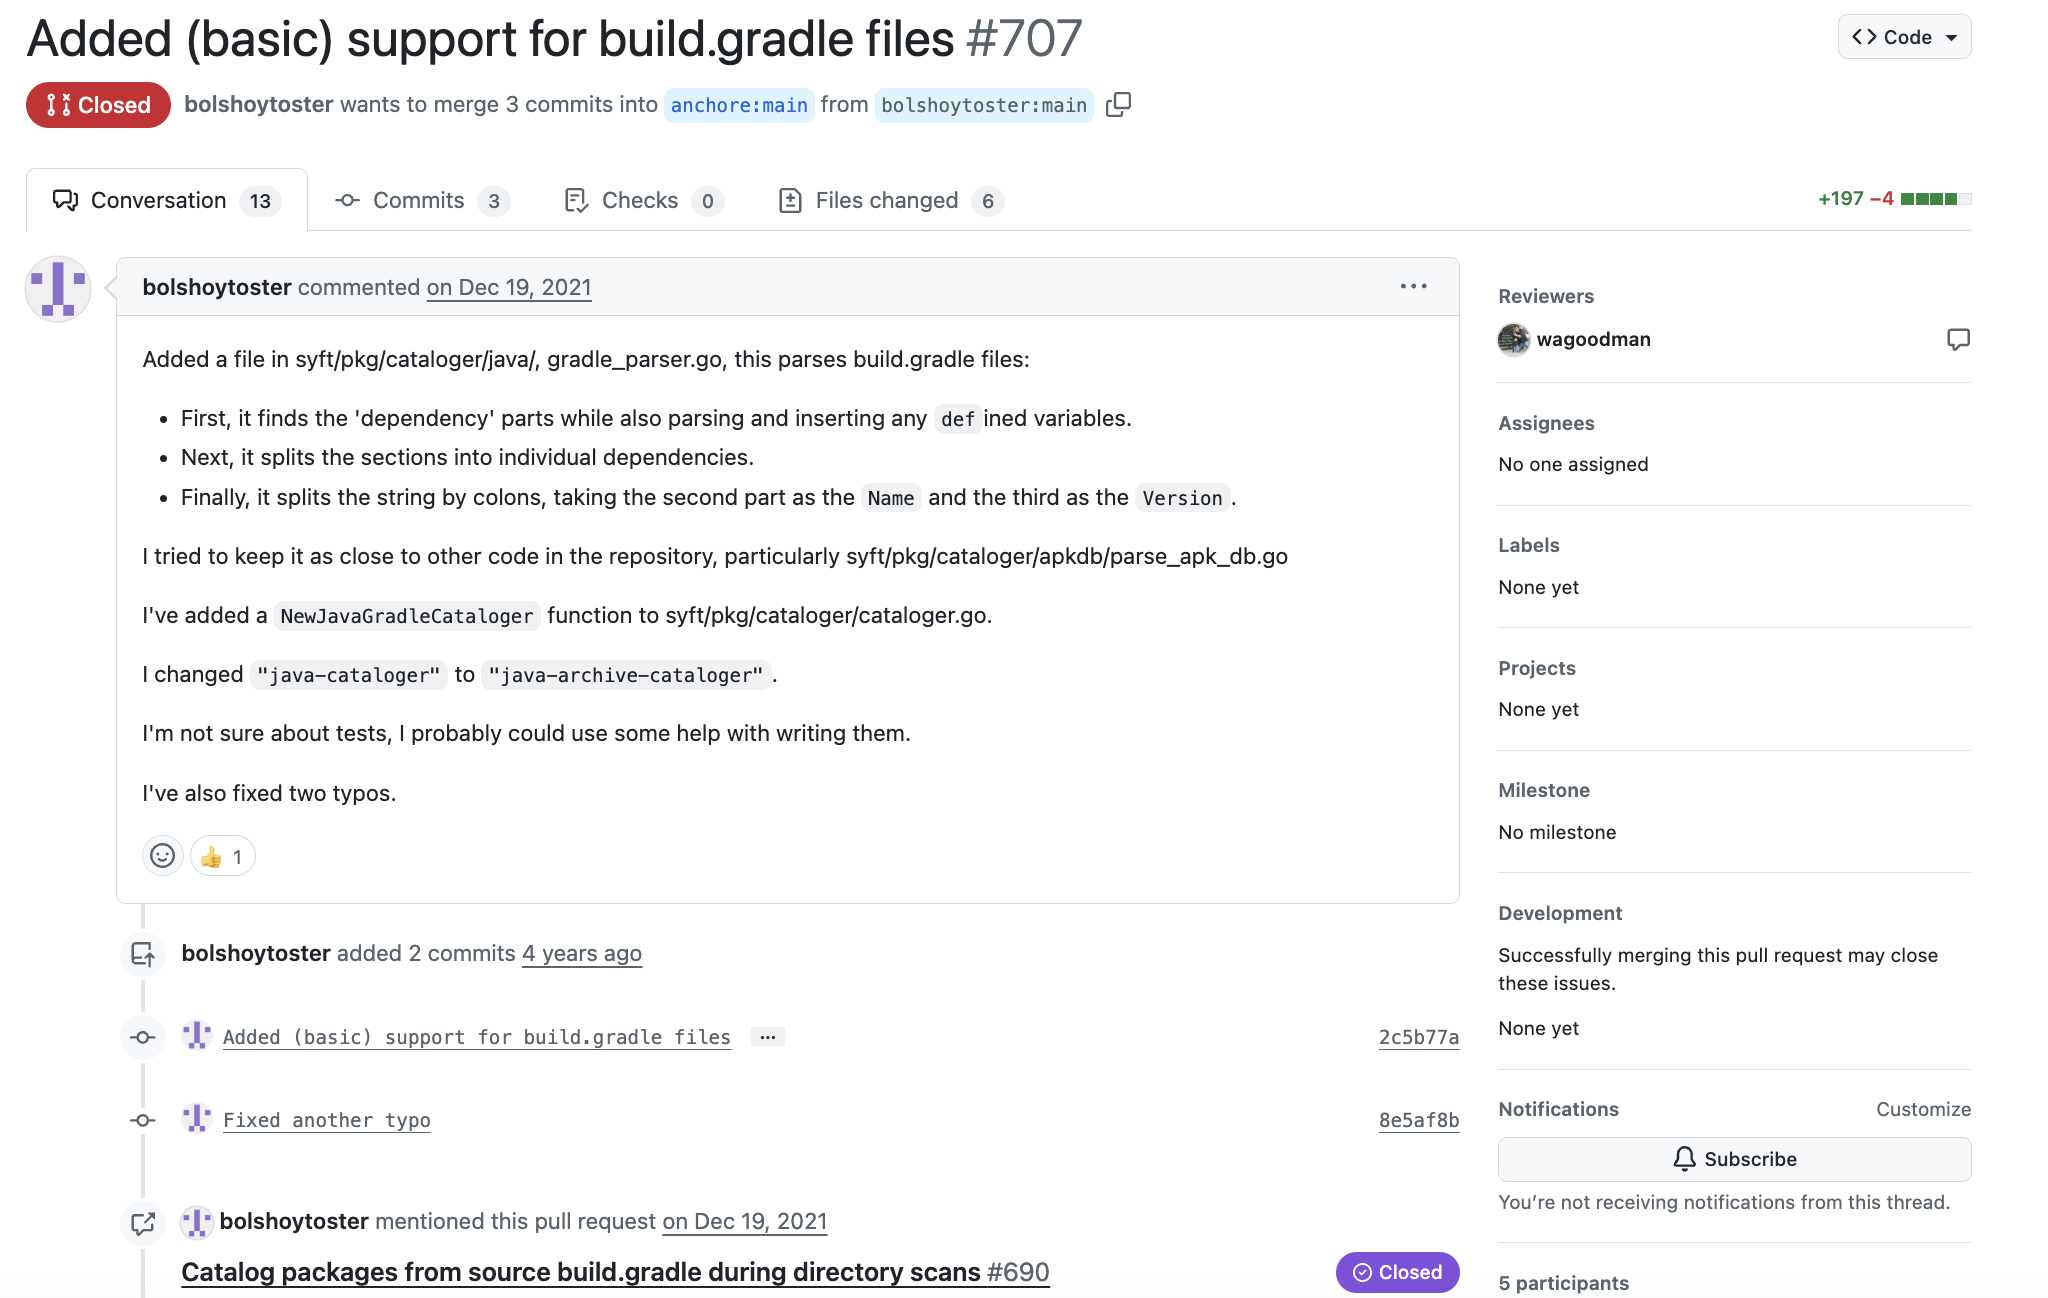 Added (basic) support for build.gradle files #707
Code
Closed
bolshoytoster wants to merge 3 commits into anchore:main from bolshoytoster:main
Conversation 13
Commits 3
Checks 0
Files changed 6
+197 −4
bolshoytoster commented on Dec 19, 2021
Added a file in syft/pkg/cataloger/java/, gradle_parser.go, this parses build.gradle files:
• First, it finds the 'dependency' parts while also parsing and inserting any defined variables.
• Next, it splits the sections into individual dependencies.
• Finally, it splits the string by colons, taking the second part as the Name and the third as the Version.
I tried to keep it as close to other code in the repository, particularly syft/pkg/cataloger/apkdb/parse_apk_db.go
I've added a NewJavaGradleCataloger function to syft/pkg/cataloger/cataloger.go.
I changed "java-cataloger" to "java-archive-cataloger".
I'm not sure about tests, I probably could use some help with writing them.
I've also fixed two typos.
👍 1
bolshoytoster added 2 commits 4 years ago
Added (basic) support for build.gradle files ...
2c5b77a
Fixed another typo
8e5af8b
bolshoytoster mentioned this pull request on Dec 19, 2021
Catalog packages from source build.gradle during directory scans #690
Closed
Reviewers
wagoodman
Assignees
No one assigned
Labels
None yet
Projects
None yet
Milestone
No milestone
Development
Successfully merging this pull request may close
these issues.
None yet
Notifications
Customize
Subscribe
You're not receiving notifications from this thread.
5 participants